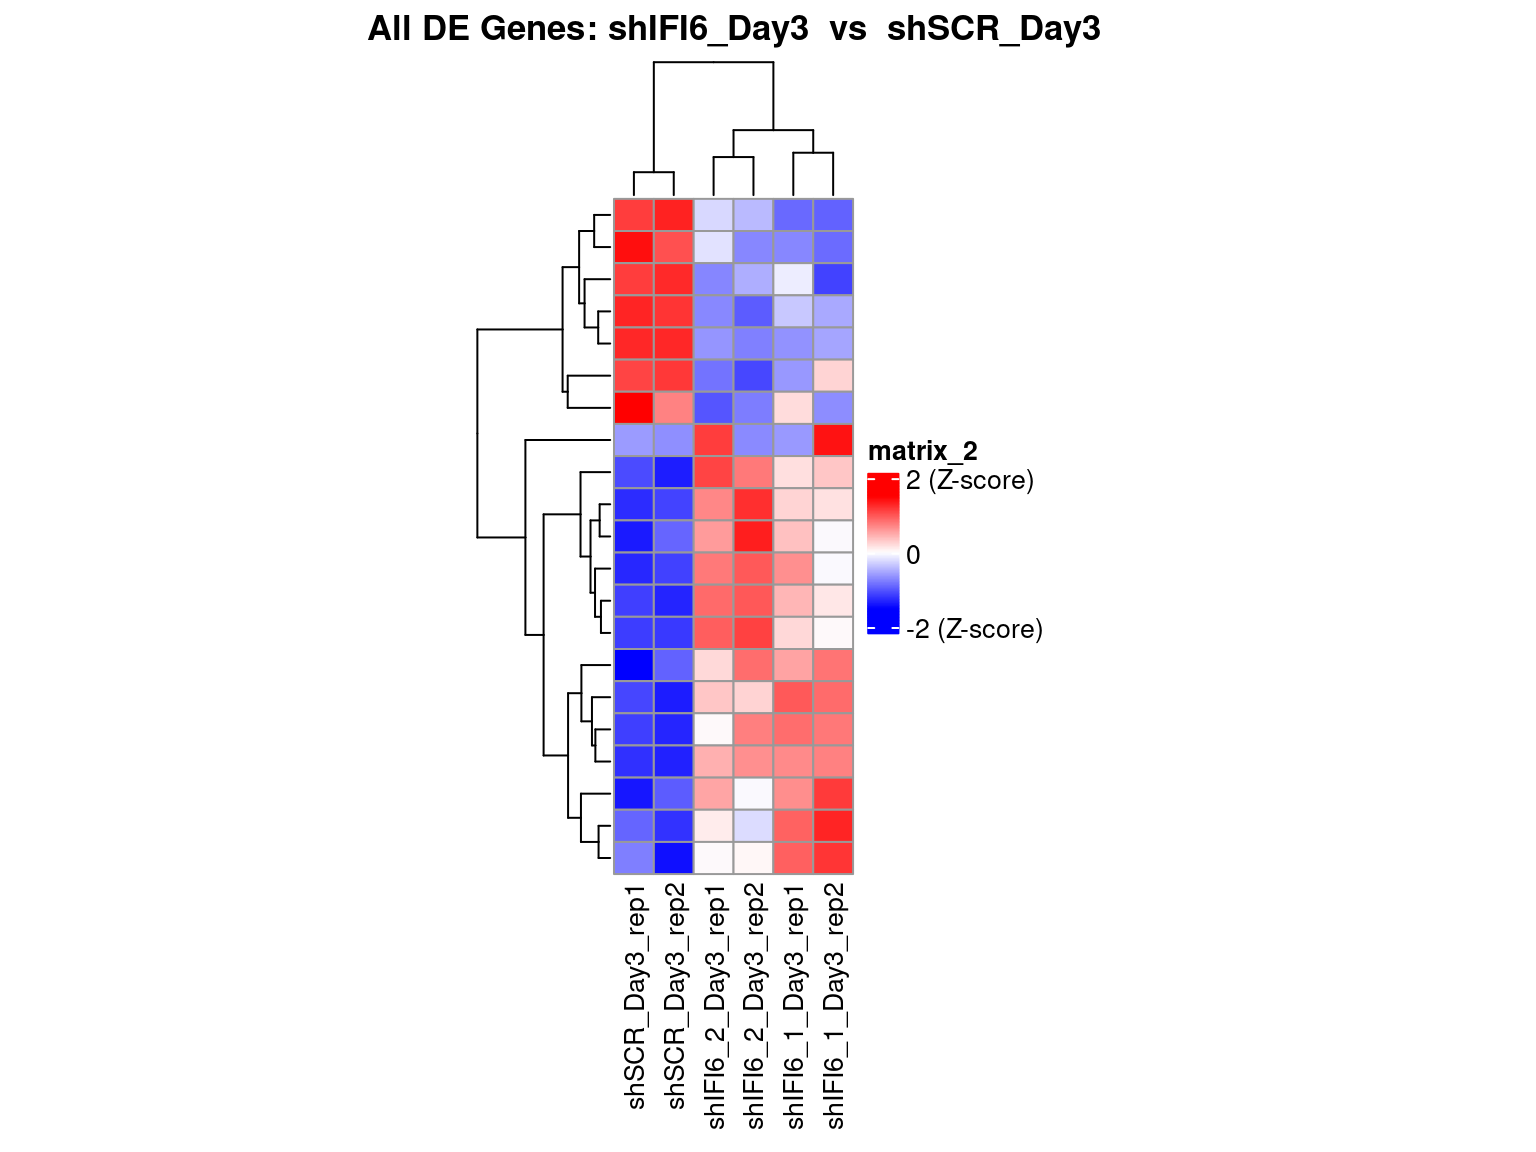 All DE Genes: shIFI6_Day3  vs  shSCR_Day3
matrix_2
2 (Z-score)
0
-2 (Z-score)
shSCR_Day3_rep1
shSCR_Day3_rep2
shIFI6_2_Day3_rep1
shIFI6_2_Day3_rep2
shIFI6_1_Day3_rep1
shIFI6_1_Day3_rep2